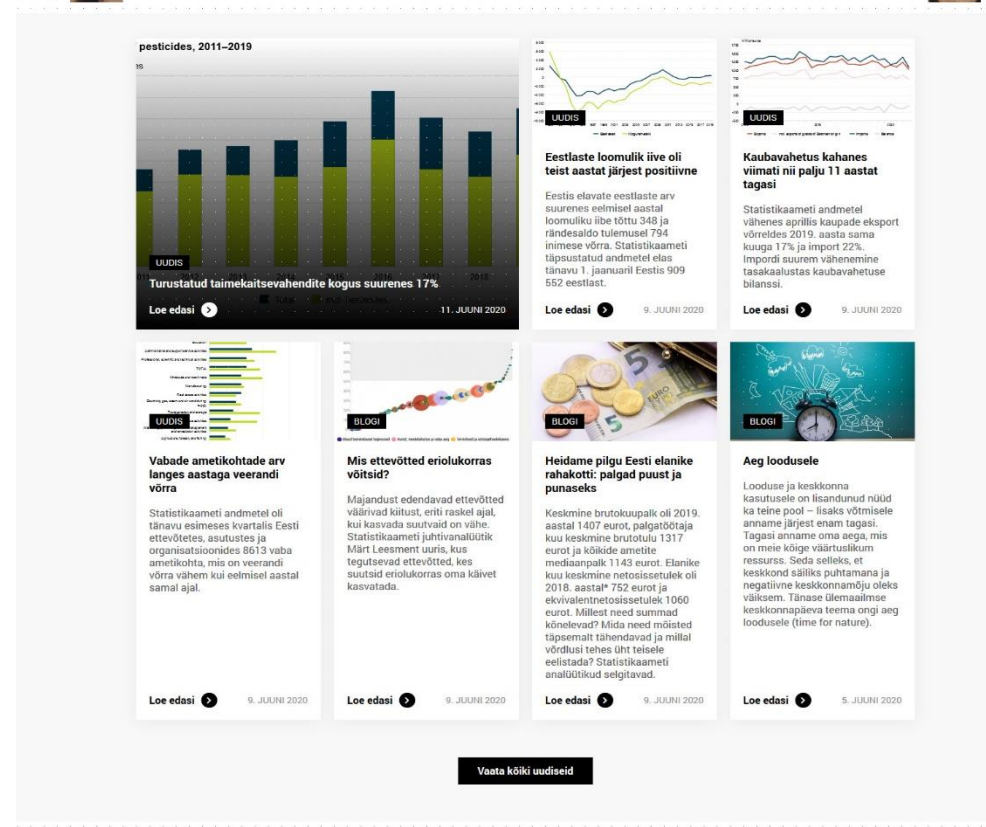 pesticides, 2011–2019
UUDIS
Turustatud taimekaitsevahendite kogus suurenes 17%
Loe edasi
11. JUUNI 2020
UUDIS
Eestlaste loomulik iive oli
teist aastat järjest positiivne
Eestis elavate eestlaste arv
suurenes eelmisel aastal
loomuliku iibe tõttu 348 ja
rändesaldo tulemusel 794
inimese võrra. Statistikaameti
täpsustatud andmetel elas
tänavu 1. jaanuaril Eestis 909
552 eestlast.
Loe edasi
9. JUUNI 2020
UUDIS
Kaubavahetus kahanes
viimati nii palju 11 aastat
tagasi
Statistikaameti andmetel
vähenes aprillis kaupade eksport
võrreldes 2019. aasta sama
kuuga 17% ja import 22%.
Impordi suurem vähenemine
tasakaalustas kaubavahetuse
bilanssi.
Loe edasi
9. JUUNI 2020
UUDIS
Vabade ametikohtade arv
langes aastaga veerandi
võrra
Statistikaameti andmetel oli
tänavu esimeses kvartalis Eesti
ettevõtetes, asutustes ja
organisatsioonides 8613 vaba
ametikohta, mis on veerandi
võrra vähem kui eelmisel aastal
samal ajal.
Loe edasi
9. JUUNI 2020
BLOGI
Mis ettevõtted eriolukorras
võitsid?
Majandust edendavad ettevõtted
väärivad kiitust, eriti raskel ajal,
kui kasvada suutvaid on vähe.
Statistikaameti juhtivanalüütik
Märt Leesment uuris, kus
tegutsevad ettevõtted, kes
suutsid eriolukorras oma käivet
kasvatada.
Loe edasi
9. JUUNI 2020
BLOGI
Heidame pilgu Eesti elanike
rahakotti: palgad puust ja
punaseks
Keskmine brutokuupalk oli 2019.
aastal 1407 eurot, palgatöötaja
kuu keskmine brutotulu 1317
eurot ja kõikide ametite
mediaanpalk 1143 eurot. Elanike
kuu keskmine netosissetulek oli
2018. aastal* 752 eurot ja
ekvivalentnetosissetulek 1060
eurot. Millest need summad
kõnelevad? Mida need mõisted
täpsemalt tähendavad ja millal
võrdlusi tehes üht teisele
eelistada? Statistikaameti
analüütikud selgitavad.
Loe edasi
9. JUUNI 2020
BLOGI
Aeg loodusele
Looduse ja keskkonna
kasutusele on lisandunud nüüd
ka teine pool – lisaks võtmisele
anname järjest enam tagasi.
Tagasi anname oma aega, mis
on meie kõige väärtuslikum
ressurss. Seda selleks, et
keskkond säiliks puhtamana ja
negatiivne keskkonnamõju oleks
väiksem. Tänase ülemaailmse
keskkonnapäeva teema ongi aeg
loodusele (time for nature).
Loe edasi
5. JUUNI 2020
Vaata kõiki uudiseid